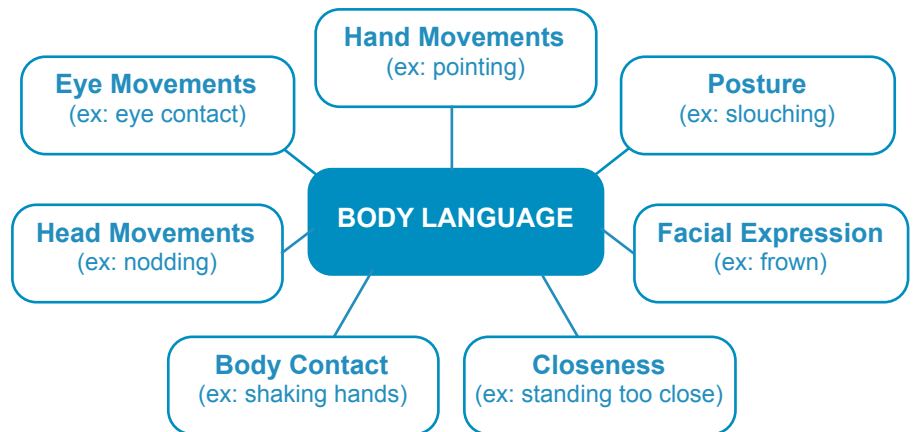 Hand Movements
(ex: pointing)
Eye Movements
(ex: eye contact)
Posture
(ex: slouching)
BODY LANGUAGE
Head Movements
(ex: nodding)
Facial Expression
(ex: frown)
Body Contact
(ex: shaking hands)
Closeness
(ex: standing too close)